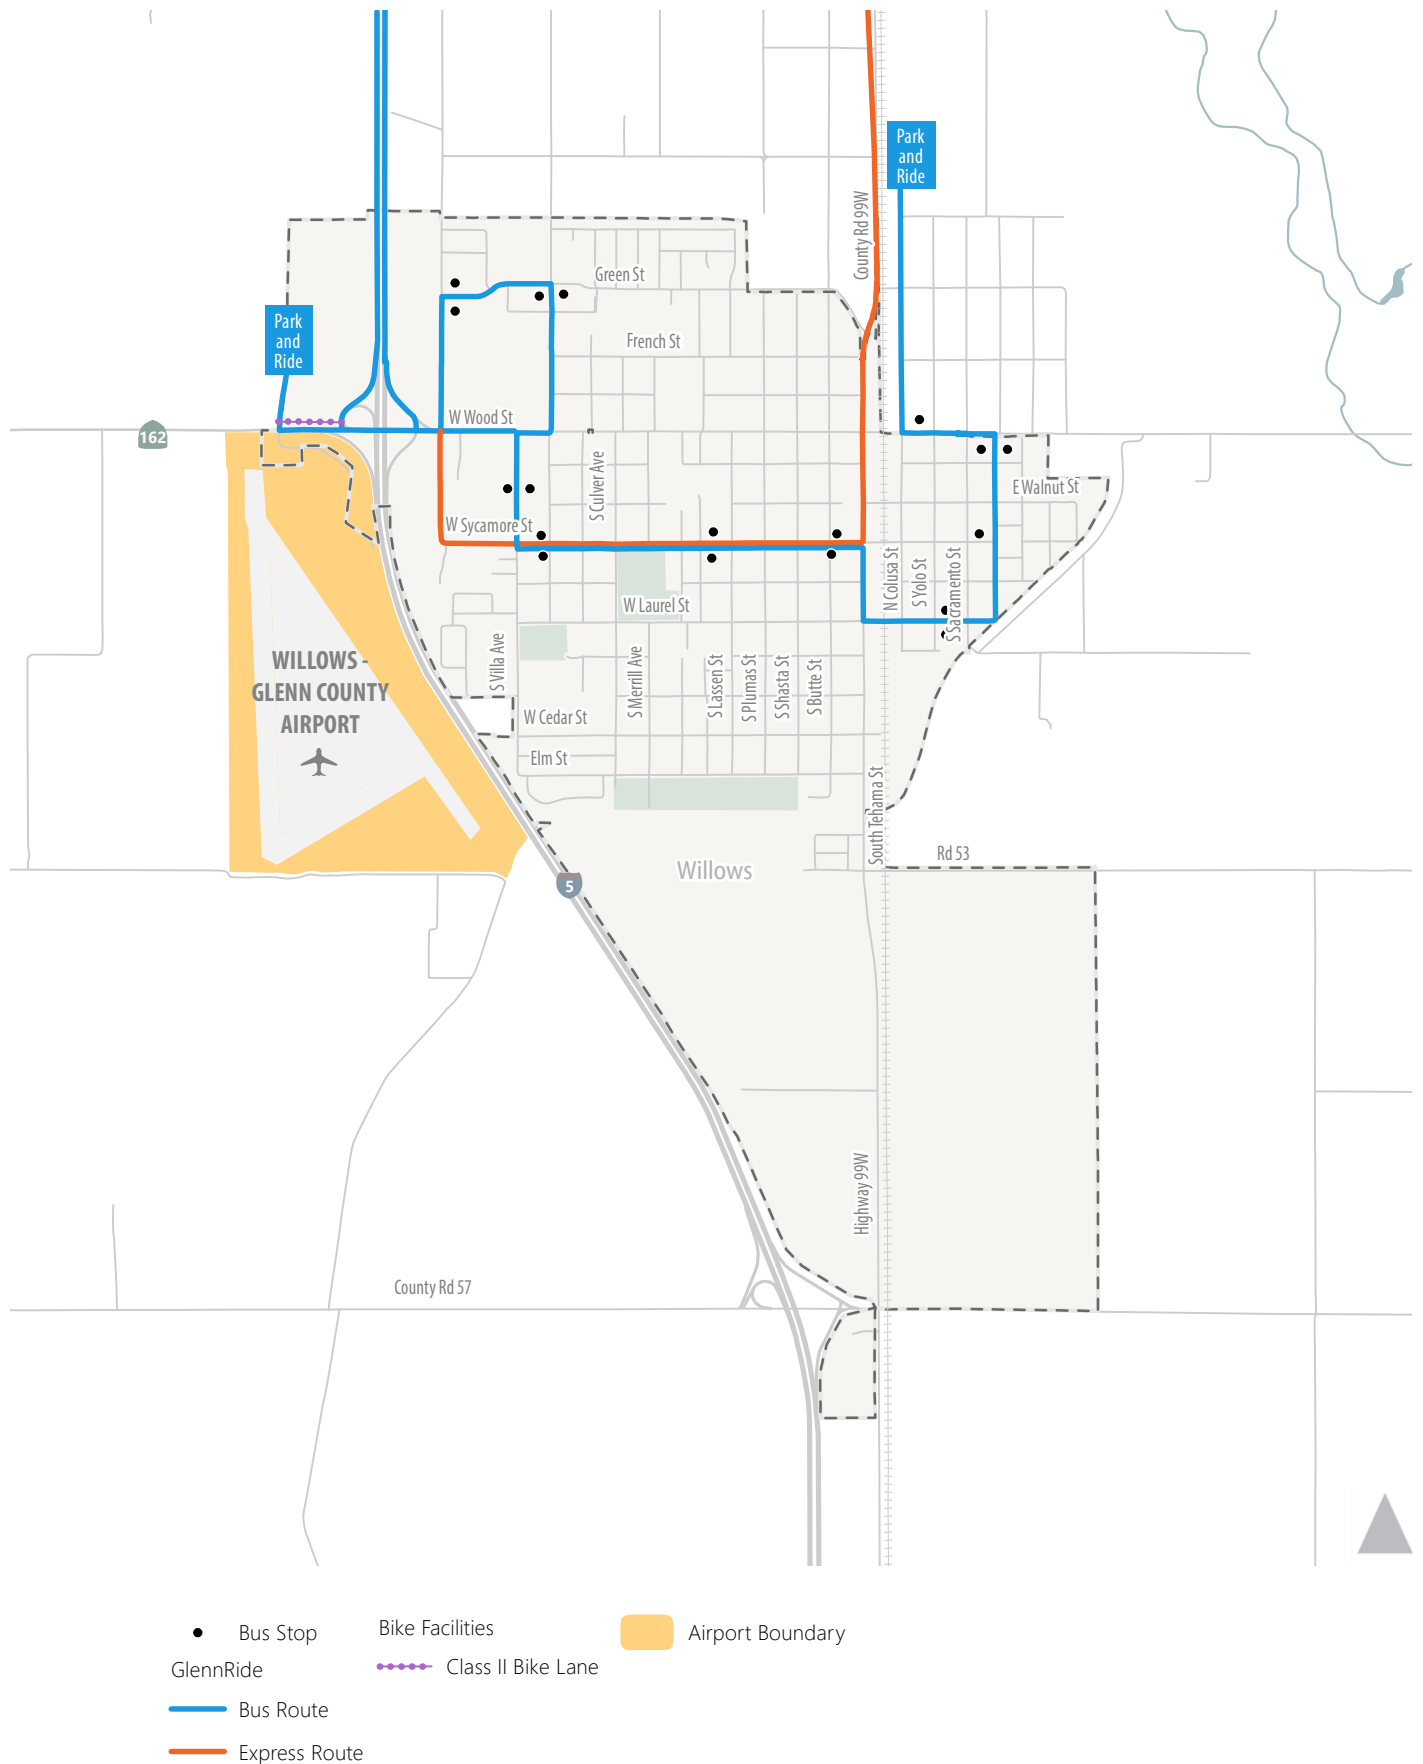 Park
and
Ride
County Rd 99W
Green St
Park
and
Ride
French St
W Wood St
162
S Culver Ave
E Walnut St
W Sycamore St
N Colusa St
S Yolo St
S Sacramento St
W Laurel St
WILLOWS -
GLENN COUNTY
AIRPORT
S Villa Ave
S Merrill Ave
S Lassen St
S Plumas St
S Shasta St
S Butte St
W Cedar St
Elm St
South Tehama St
Rd 53
Willows
5
Highway 99W
County Rd 57
Bus Stop
Bike Facilities
Airport Boundary
GlennRide
Class II Bike Lane
Bus Route
Express Route